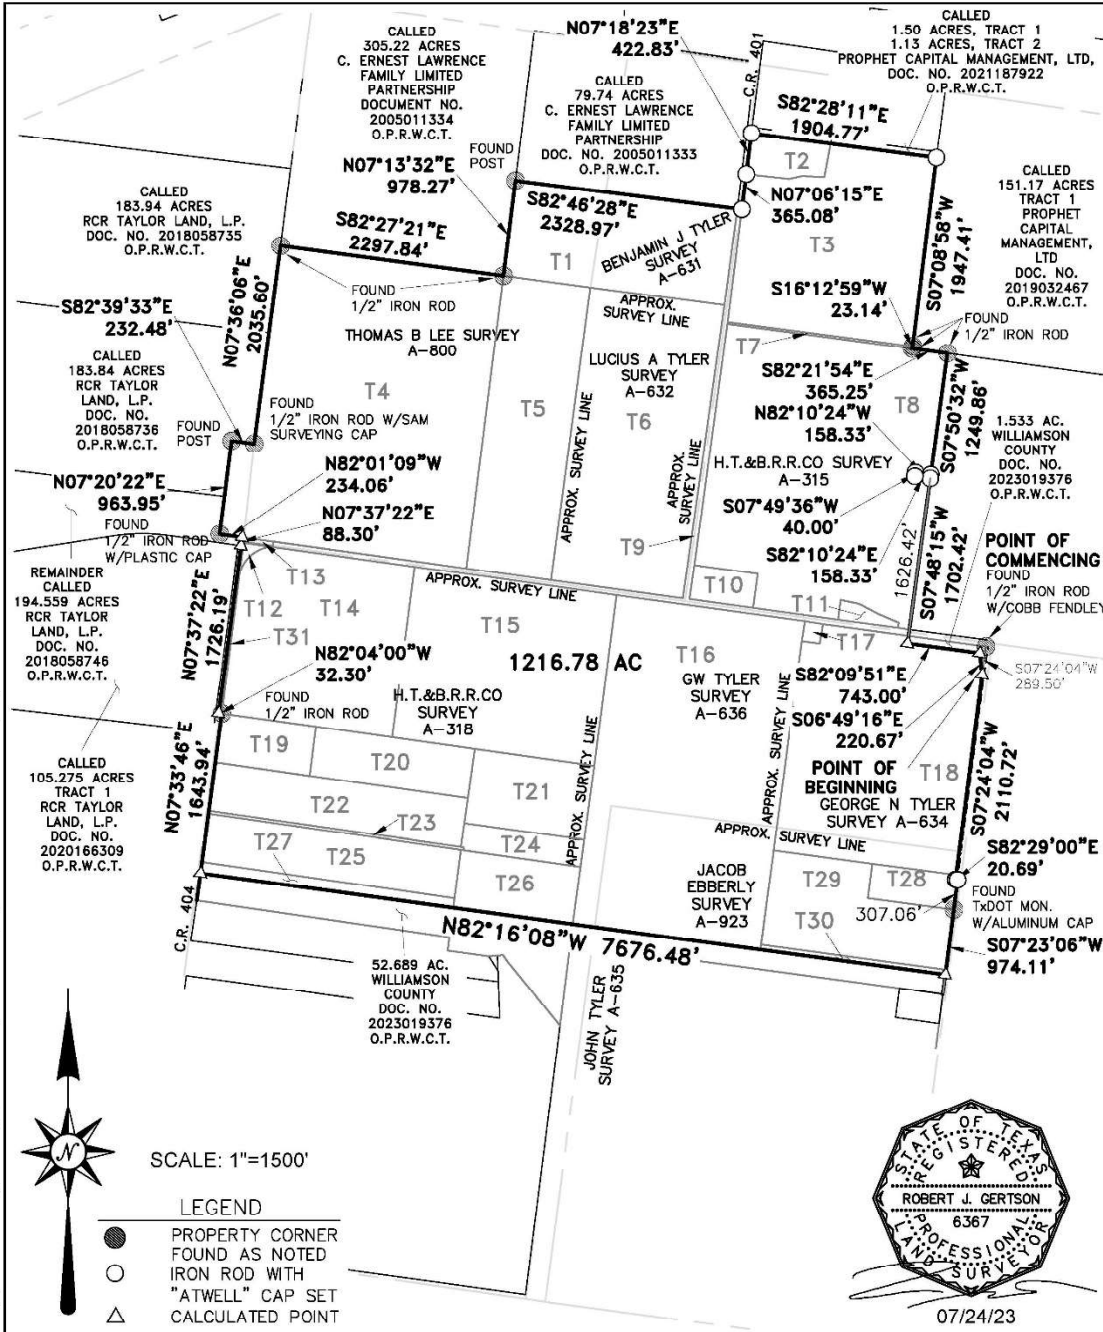 N07°18'23"E
422.83'
C.R. 401
CALLED
1.50 ACRES, TRACT 1
1.13 ACRES, TRACT 2
PROPHET CAPITAL MANAGEMENT, LTD,
DOC. NO. 2021187922
O.P.R.W.C.T.
CALLED
305.22 ACRES
C. ERNEST LAWRENCE
FAMILY LIMITED
PARTNERSHIP
DOCUMENT NO.
2005011334
O.P.R.W.C.T.
CALLED
79.74 ACRES
C. ERNEST LAWRENCE
FAMILY LIMITED
PARTNERSHIP
DOC. NO. 2005011333
O.P.R.W.C.T.
S82°28'11"E
1904.77'
FOUND
POST
N07°13'32"E
978.27'
T2
N07°06'15"E
365.08'
CALLED
151.17 ACRES
TRACT 1
PROPHET
CAPITAL
MANAGEMENT,
LTD
DOC. NO.
2019032467
O.P.R.W.C.T.
CALLED
183.94 ACRES
RCR TAYLOR LAND, L.P.
DOC. NO. 2018058735
O.P.R.W.C.T.
S82°27'21"E
2297.84'
S82°46'28"E
2328.97'
BENJAMIN J TYLER
SURVEY
A-631
T1
T3
S07°08'58"W
1947.41'
S16°12'59"W
23.14'
FOUND
1/2" IRON ROD
N07°36'06"E
2035.60'
FOUND
1/2" IRON ROD
APPROX.
SURVEY LINE
S82°39'33"E
232.48'
THOMAS B LEE SURVEY
A-800
T7
LUCIUS A TYLER
SURVEY
A-632
S82°21'54"E
365.25'
CALLED
183.84 ACRES
RCR TAYLOR
LAND, L.P.
DOC. NO.
2018058736
O.P.R.W.C.T.
T4
T5
T6
T8
S07°50'32"W
1249.86'
N82°10'24"W
158.33'
FOUND
POST
FOUND
1/2" IRON ROD W/SAM
SURVEYING CAP
APPROX. SURVEY LINE
APPROX.
SURVEY LINE
H.T.&B.R.R.CO SURVEY
A-315
1.533 AC.
WILLIAMSON
COUNTY
DOC. NO.
2023019376
O.P.R.W.C.T.
N07°20'22"E
963.95'
N82°01'09"W
234.06'
N07°37'22"E
88.30'
S07°49'36"W
40.00'
FOUND
1/2" IRON ROD
W/PLASTIC CAP
T9
S82°10'24"E
158.33'
1626.42'
S07°48'15"W
1702.42'
POINT OF
COMMENCING
FOUND
1/2" IRON ROD
W/COBB FENDLEY
REMAINDER
CALLED
194.559 ACRES
RCR TAYLOR
LAND, L.P.
DOC. NO.
2018058746
O.P.R.W.C.T.
T13
APPROX. SURVEY LINE
T10
T11
T12
T14
T15
T16
T17
N07°37'22"E
1726.19'
T31
N82°04'00"W
32.30'
1216.78 AC
GW TYLER
SURVEY
A-636
S82°09'51"E
743.00'
S07°24'04"W
289.50'
FOUND
1/2" IRON ROD
H.T.&B.R.R.CO
SURVEY
A-318
APPROX. SURVEY LINE
S06°49'16"E
220.67'
T19
T20
T21
POINT OF
BEGINNING
T18
S07°24'04"W
2110.72'
CALLED
105.275 ACRES
TRACT 1
RCR TAYLOR
LAND, L.P.
DOC. NO.
2020166309
O.P.R.W.C.T.
N07°33'46"E
1643.94'
T22
T23
T24
APPROX. SURVEY LINE
GEORGE N TYLER
SURVEY A-634
APPROX. SURVEY LINE
T27
T25
T26
JACOB
EBBERLY
SURVEY
A-923
T29
T28
S82°29'00"E
20.69'
307.06'
FOUND
TxDOT MON.
W/ALUMINUM CAP
C.R. 404
N82°16'08"W 7676.48'
T30
S07°23'06"W
974.11'
52.689 AC.
WILLIAMSON
COUNTY
DOC. NO.
2023019376
O.P.R.W.C.T.
JOHN TYLER
SURVEY A-635
N
SCALE: 1"=1500'
LEGEND
PROPERTY CORNER
FOUND AS NOTED
IRON ROD WITH
"ATWELL" CAP SET
CALCULATED POINT
STATE OF TEXAS
REGISTERED
ROBERT J. GERTSON
6367
PROFESSIONAL
LAND SURVEYOR
07/24/23